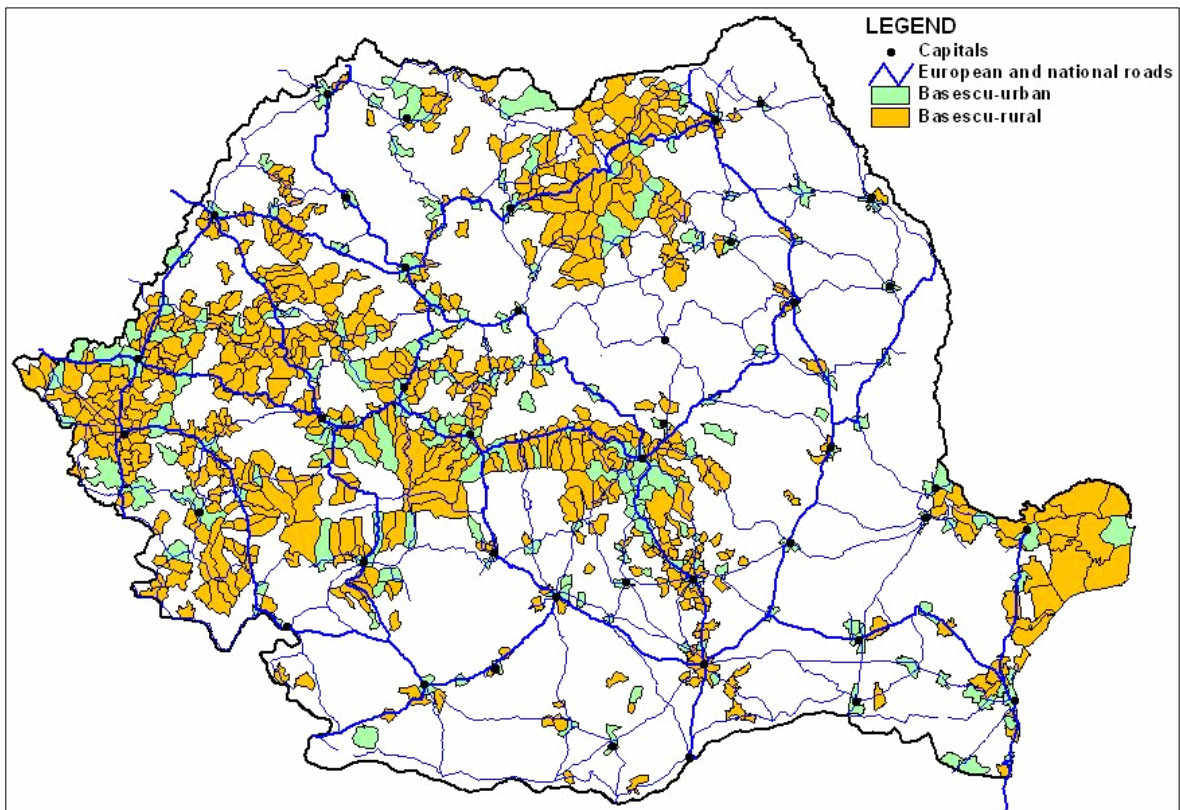 LEGEND
Capitals
European and national roads
Basescu-urban
Basescu-rural